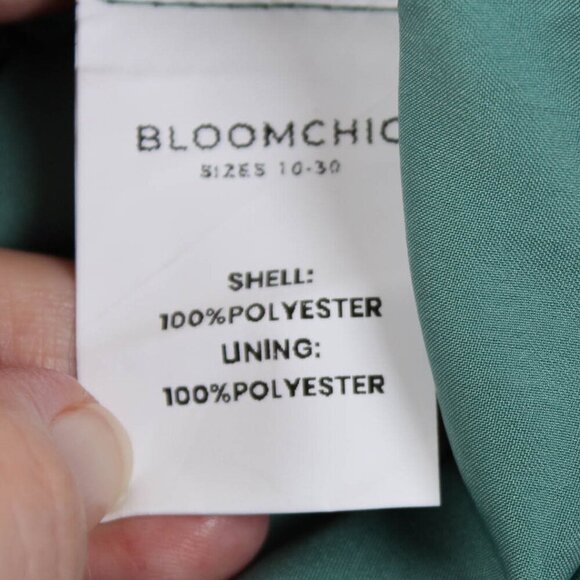 BLOOMCHIC
SIZES 10-30
SHELL:
100%POLYESTER
LINING:
100%POLYESTER